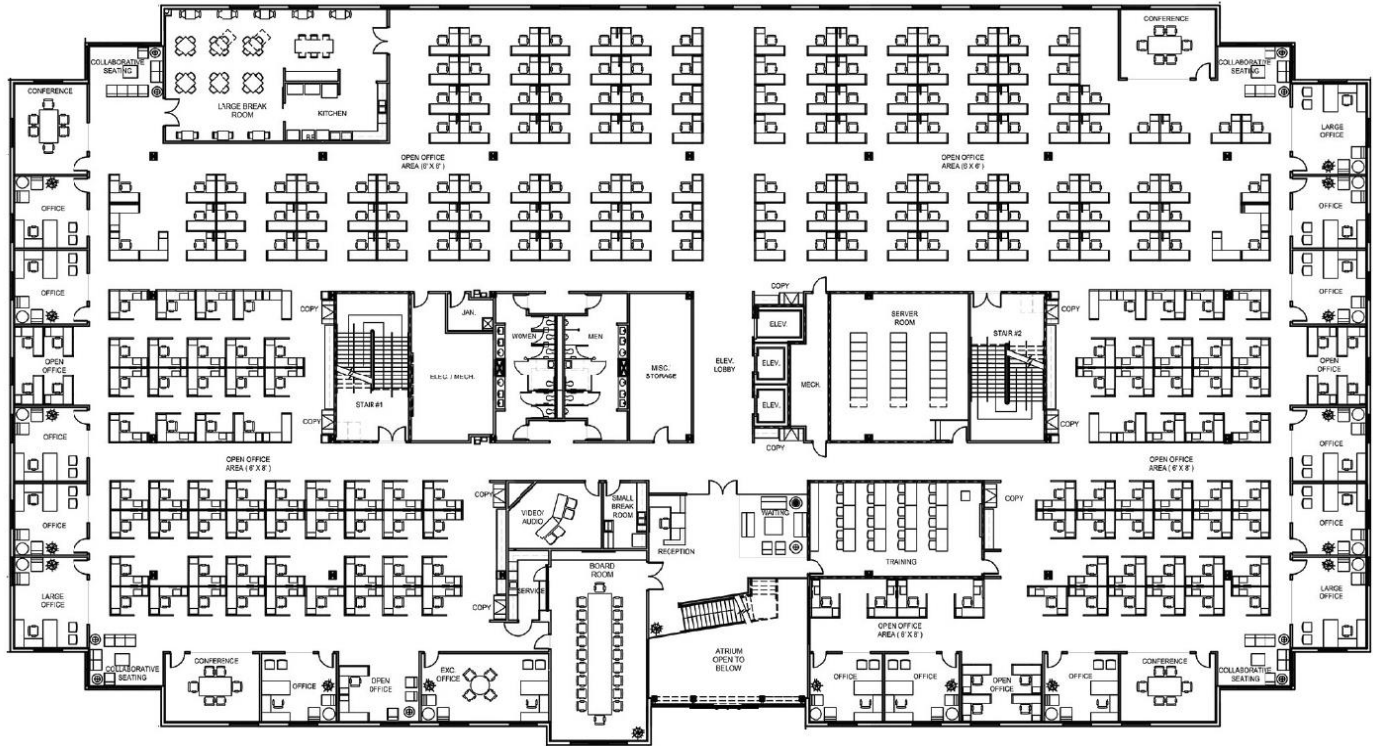 CONFERENCE
COLLABORATIVE
SEATING
COLLABORATIVE
SEATING
CONFERENCE
LARGE BREAK
ROOM
KITCHEN
LARGE
OFFICE
OPEN OFFICE
AREA (6' X 6')
OPEN OFFICE
AREA (6' X 6')
OFFICE
OFFICE
OFFICE
OFFICE
COPY
COPY
JAN.
WOMEN
MEN
COPY
ELEV.
SERVER
ROOM
STAIR #2
COPY
OPEN
OFFICE
ELEC. / MECH.
MISC.
STORAGE
ELEV.
LOBBY
ELEV.
MECH.
OPEN
OFFICE
STAIR #1
ELEV.
COPY
COPY
COPY
OFFICE
OFFICE
OPEN OFFICE
AREA ( 6' X 8')
OPEN OFFICE
AREA ( 6' X 8')
COPY
VIDEO/
AUDIO
SMALL
BREAK
ROOM
WAITING
COPY
OFFICE
OFFICE
RECEPTION
TRAINING
BOARD
ROOM
LARGE
OFFICE
COPY
SERVICE
LARGE
OFFICE
OPEN OFFICE
AREA ( 6' X 8')
COLLABORATIVE
SEATING
CONFERENCE
OFFICE
OPEN
OFFICE
EXC.
OFFICE
ATRIUM
OPEN TO
BELOW
OFFICE
OFFICE
OPEN
OFFICE
OFFICE
CONFERENCE
COLLABORATIVE
SEATING